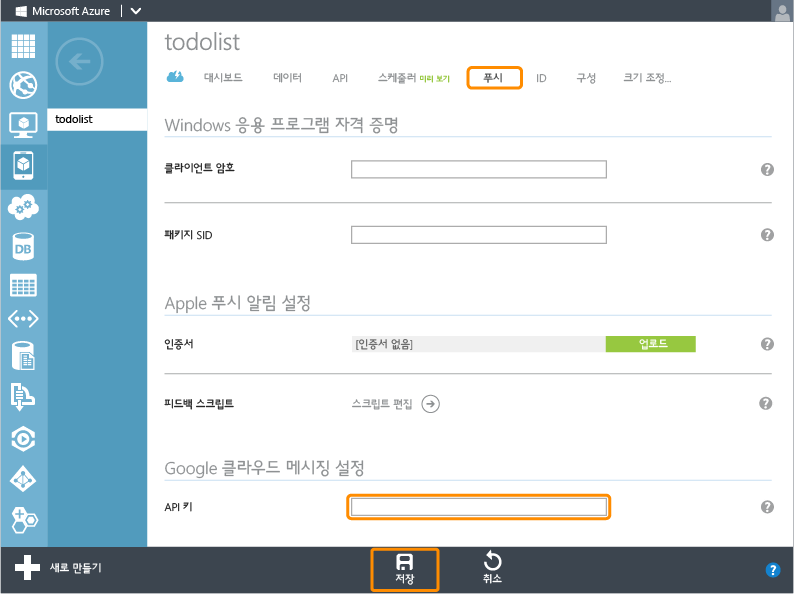 Microsoft Azure
todolist
todolist
대시보드 데이터 API 스케줄러 미리 보기 푸시 ID 구성 크기 조정...
Windows 응용 프로그램 자격 증명
클라이언트 암호 ?
패키지 SID ?
Apple 푸시 알림 설정
인증서 [인증서 없음] 업로드 ?
피드백 스크립트 스크립트 편집 ?
Google 클라우드 메시징 설정
API 키 ?
DB
새로 만들기 저장 취소 ?